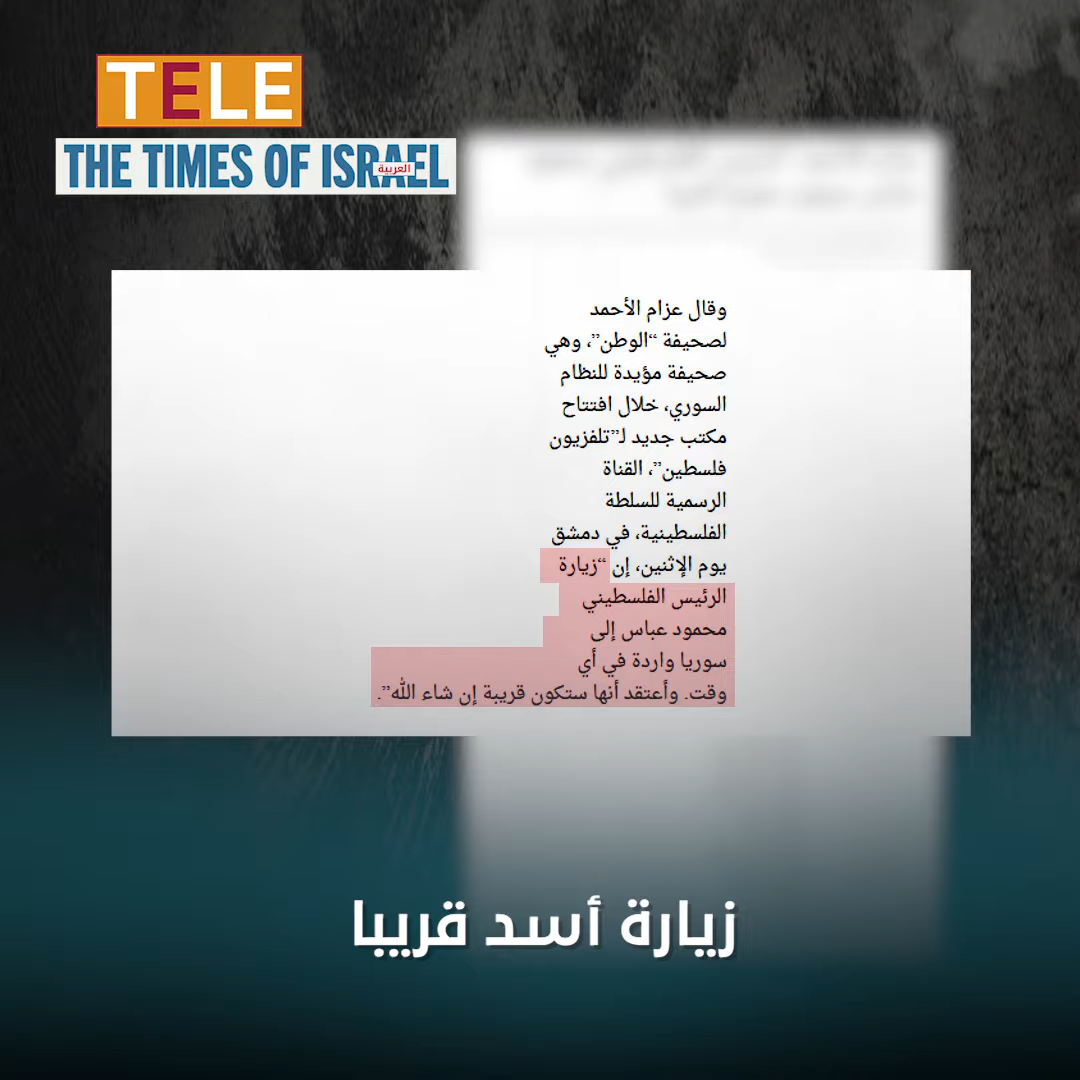 TELE
THE TIMES OF ISRAEL
العربية
وقال عزام الأحمد
لصحيفة “الوطن”، وهي
صحيفة مؤيدة للنظام
السوري، خلال افتتاح
مكتب جديد لـ”تلفزيون
فلسطين”، القناة
الرسمية للسلطة
الفلسطينية، في دمشق
يوم الإثنين، إن “زيارة
الرئيس الفلسطيني
محمود عباس إلى
سوريا واردة في أي
وقت. وأعتقد أنها ستكون قريبة إن شاء الله”.
زيارة أسد قريبا